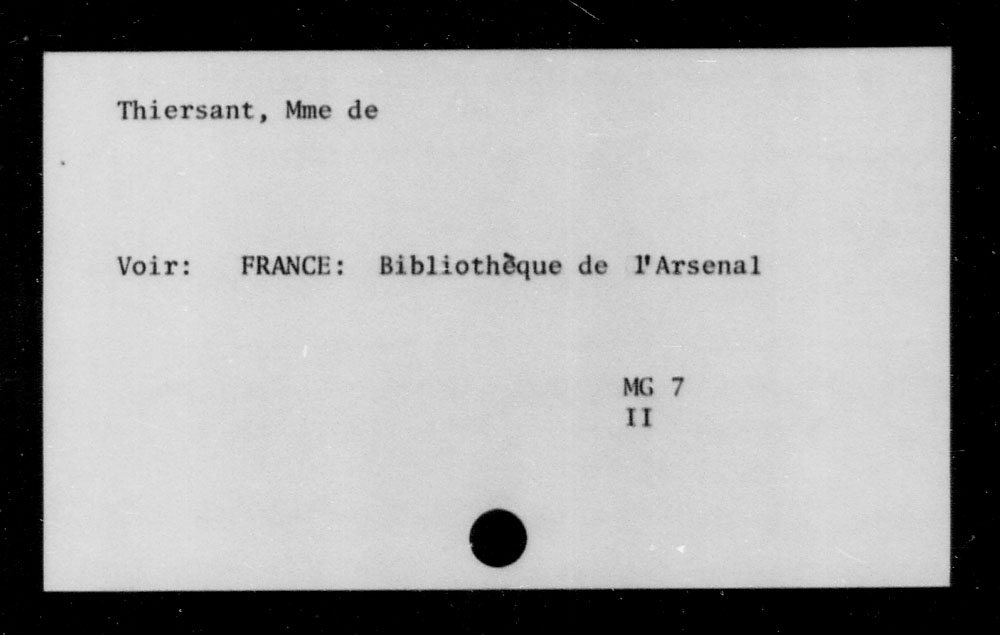 Thiersant, Mme de
Voir: FRANCE: Bibliothèque de l'Arsenal
MG 7
II